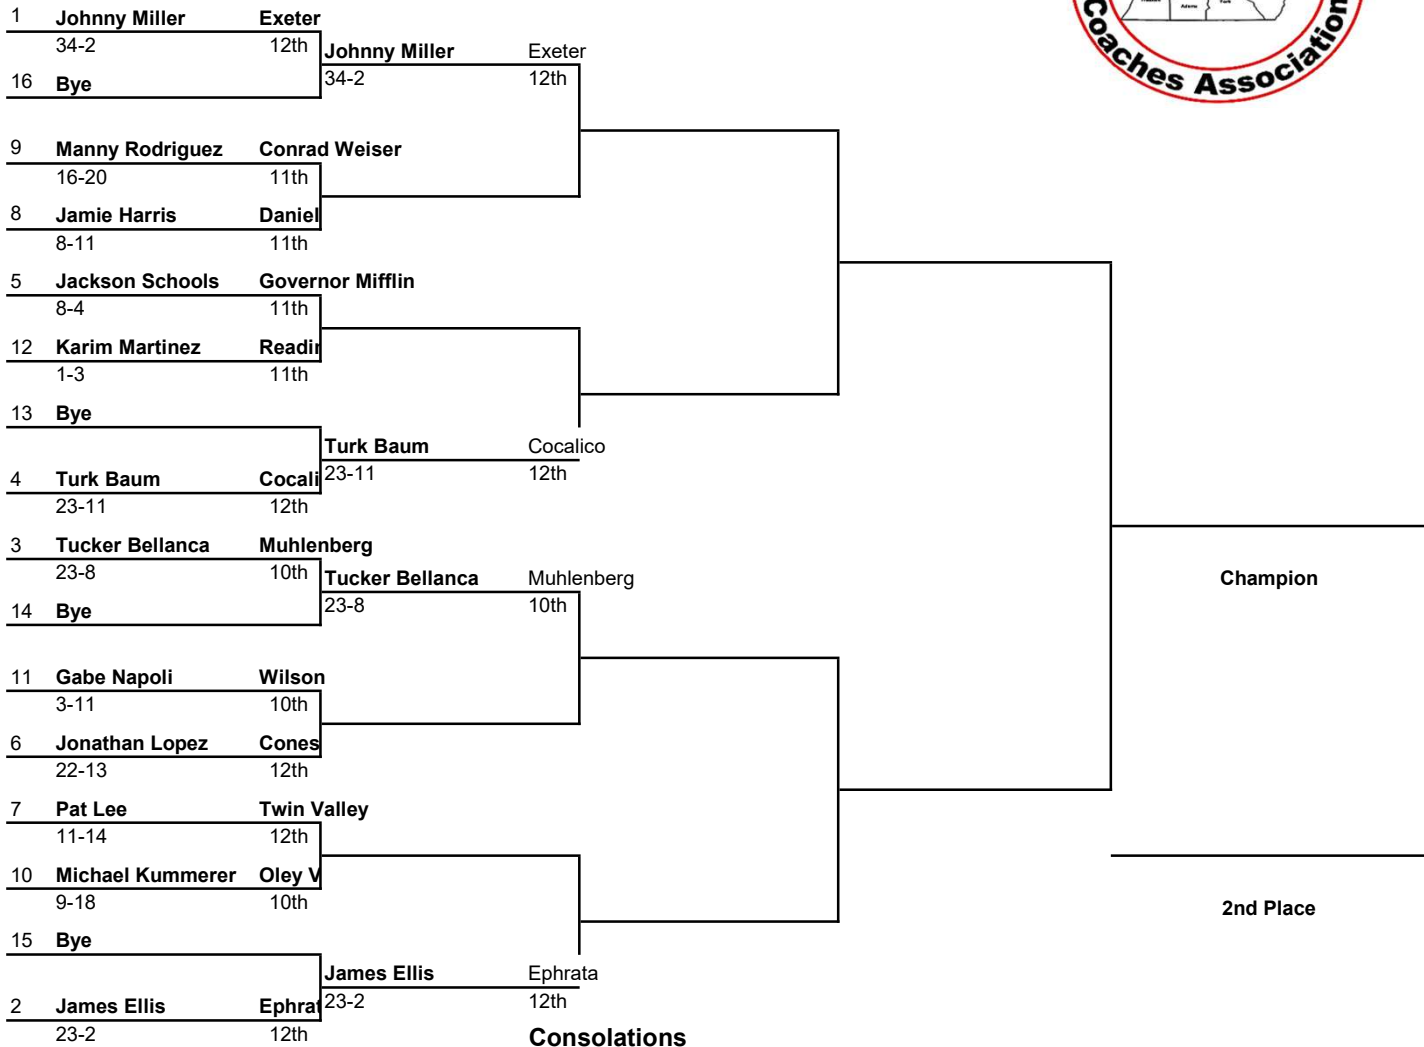 Coaches Association
1 Johnny Miller Exeter
34-2 12th
Johnny Miller Exeter
34-2 12th
16 Bye
9 Manny Rodriguez Conrad Weiser
16-20 11th
8 Jamie Harris Daniel
8-11 11th
5 Jackson Schools Governor Mifflin
8-4 11th
12 Karim Martinez Readin
1-3 11th
13 Bye
Turk Baum Cocalico
23-11 12th
4 Turk Baum Cocali
23-11 12th
3 Tucker Bellanca Muhlenberg
23-8 10th
Tucker Bellanca Muhlenberg
23-8 10th
Champion
14 Bye
11 Gabe Napoli Wilson
3-11 10th
6 Jonathan Lopez Cones
22-13 12th
7 Pat Lee Twin Valley
11-14 12th
10 Michael Kummerer Oley V
9-18 10th
2nd Place
15 Bye
James Ellis Ephrata
23-2 12th
2 James Ellis Ephrat
23-2 12th
Consolations